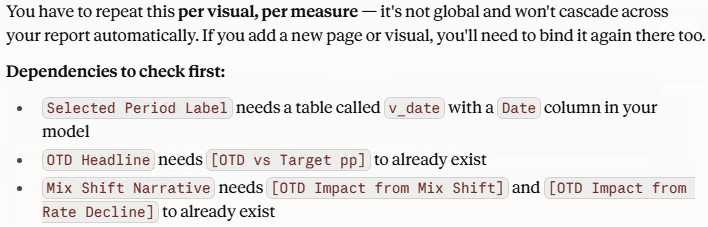 You have to repeat this per visual, per measure — it's not global and won't cascade across
your report automatically. If you add a new page or visual, you'll need to bind it again there too.
Dependencies to check first:
• Selected Period Label needs a table called v_date with a Date column in your
model
• OTD Headline needs [OTD vs Target pp] to already exist
• Mix Shift Narrative needs [OTD Impact from Mix Shift] and [OTD Impact from
Rate Decline] to already exist